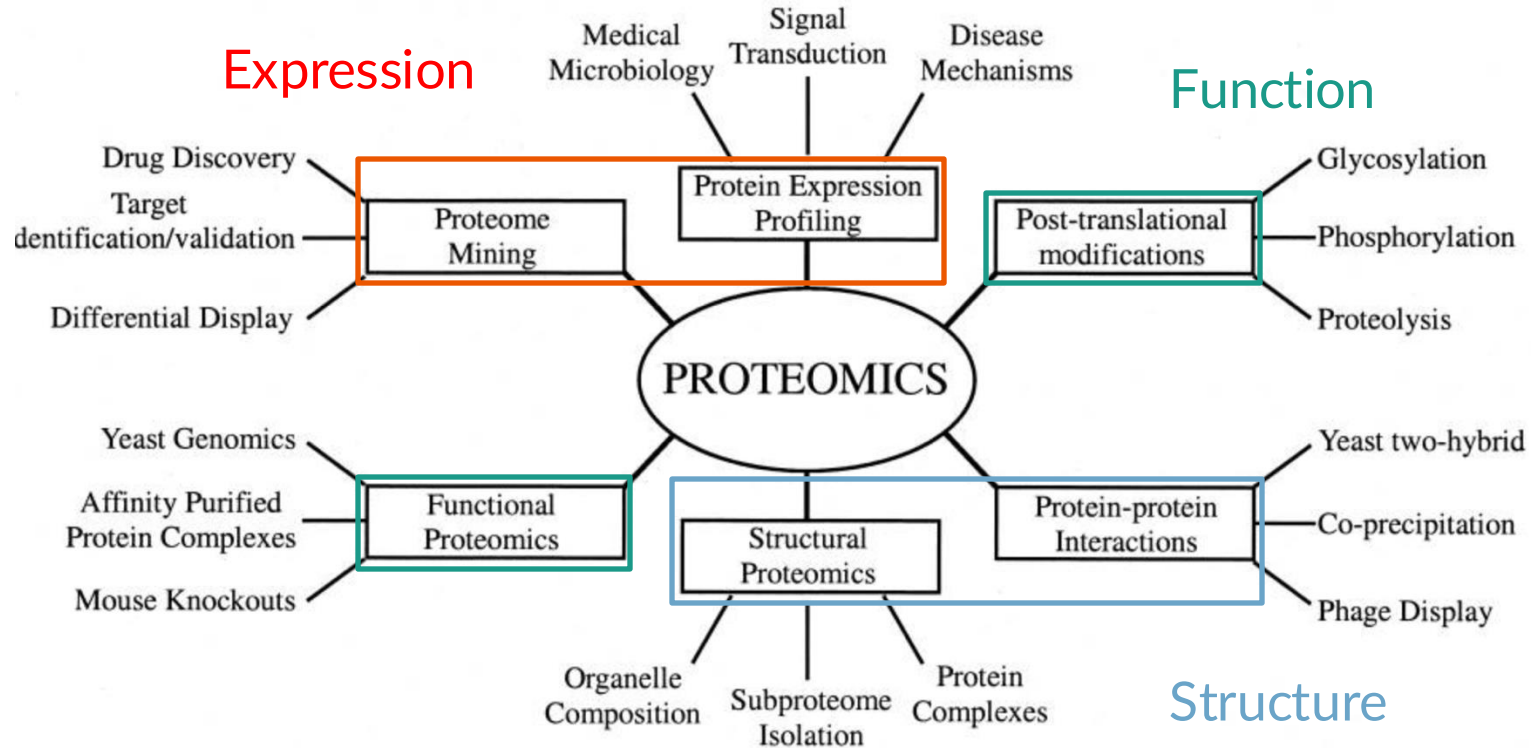 Expression
Function
Structure
Medical
Microbiology
Signal
Transduction
Disease
Mechanisms
Drug Discovery
Target
dentification/validation
Differential Display
Proteome
Mining
Protein Expression
Profiling
Post-translational
modifications
Glycosylation
Phosphorylation
Proteolysis
PROTEOMICS
Yeast Genomics
Affinity Purified
Protein Complexes
Mouse Knockouts
Functional
Proteomics
Structural
Proteomics
Protein-protein
Interactions
Yeast two-hybrid
Co-precipitation
Phage Display
Organelle
Composition
Subproteome
Isolation
Protein
Complexes